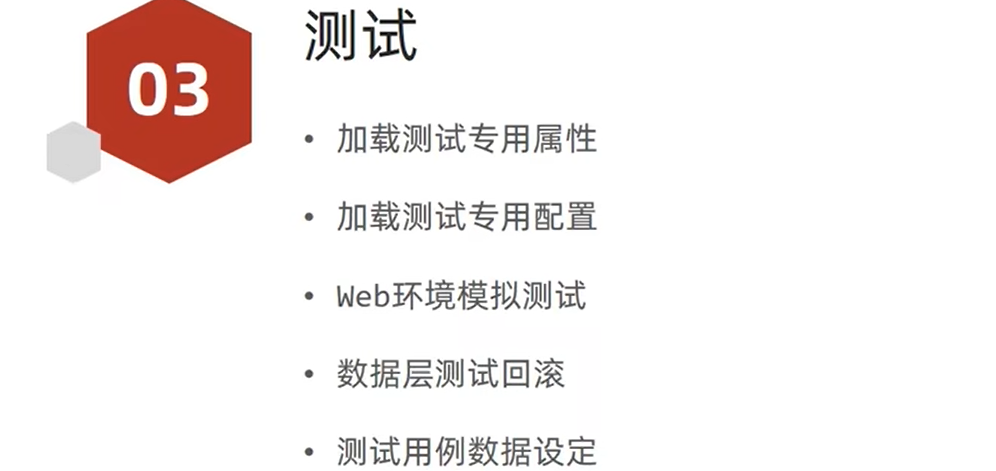 03
测试
• 加载测试专用属性
• 加载测试专用配置
• Web环境模拟测试
• 数据层测试回滚
• 测试用例数据设定